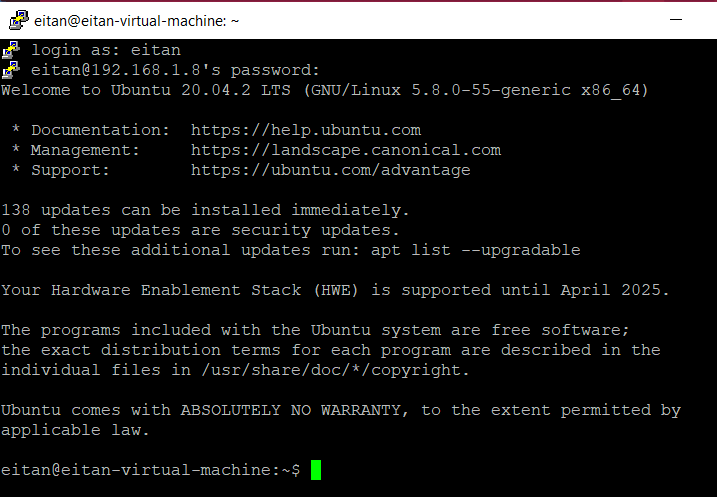 eitan@eitan-virtual-machine: ~
login as: eitan
eitan@192.168.1.8's password:
Welcome to Ubuntu 20.04.2 LTS (GNU/Linux 5.8.0-55-generic x86_64)
* Documentation:  https://help.ubuntu.com
* Management:     https://landscape.canonical.com
* Support:        https://ubuntu.com/advantage
138 updates can be installed immediately.
0 of these updates are security updates.
To see these additional updates run: apt list --upgradable
Your Hardware Enablement Stack (HWE) is supported until April 2025.
The programs included with the Ubuntu system are free software;
the exact distribution terms for each program are described in the
individual files in /usr/share/doc/*/copyright.
Ubuntu comes with ABSOLUTELY NO WARRANTY, to the extent permitted by
applicable law.
eitan@eitan-virtual-machine:~$